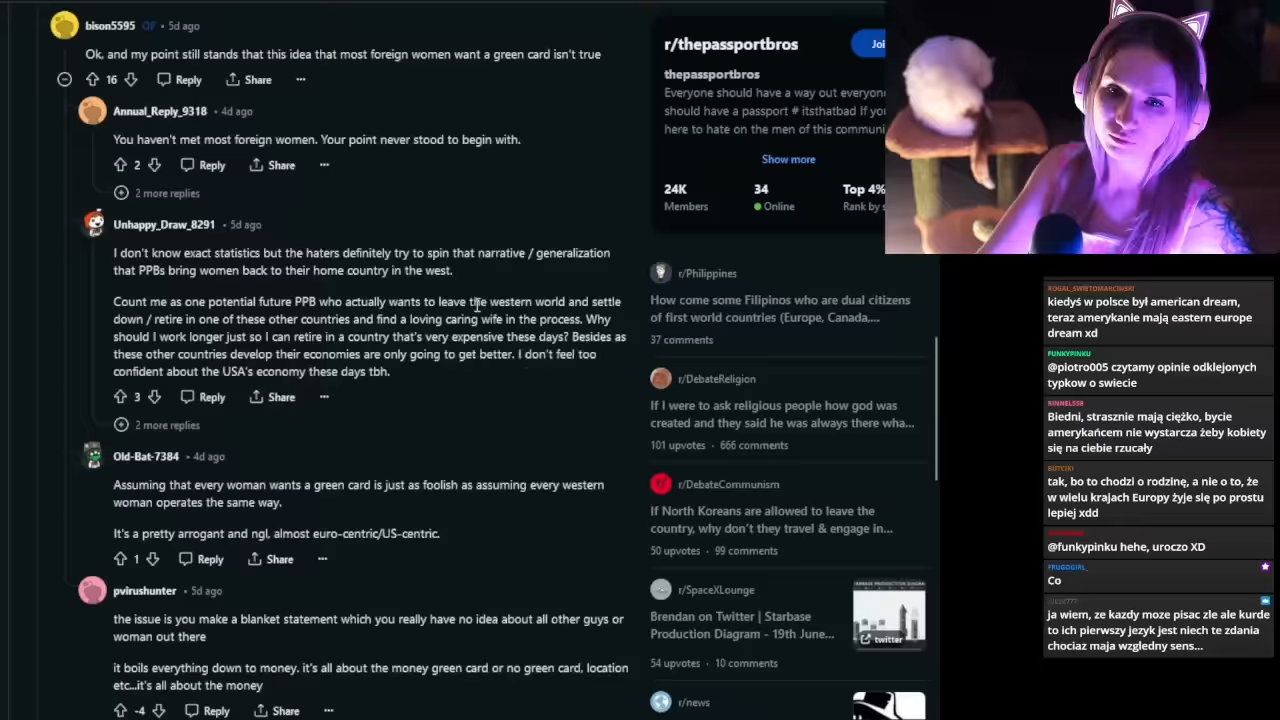 bison5595 OP • 5d ago
Ok, and my point still stands that this idea that most foreign women want a green card isn't true
16 Reply Share ...
Annual_Reply_9318 • 4d ago
You haven't met most foreign women. Your point never stood to begin with.
2 Reply Share ...
2 more replies
Unhappy_Draw_8291 • 5d ago
I don't know exact statistics but the haters definitely try to spin that narrative / generalization
that PPBs bring women back to their home country in the west.
Count me as one potential future PPB who actually wants to leave the western world and settle
down / retire in one of these other countries and find a loving caring wife in the process. Why
should I work longer just so I can retire in a country that's very expensive these days? Besides as
these other countries develop their economies are only going to get better. I don't feel too
confident about the USA's economy these days tbh.
3 Reply Share ...
2 more replies
Old-Bat-7384 • 4d ago
Assuming that every woman wants a green card is just as foolish as assuming every western
woman operates the same way.
It's a pretty arrogant and ngl, almost euro-centric/US-centric.
1 Reply Share ...
pvirushunter • 5d ago
the issue is you make a blanket statement which you really have no idea about all other guys or
woman out there
it boils everything down to money. it's all about the money green card or no green card, location
etc...it's all about the money
-4 Reply Share ...
r/thepassportbros
Joi
thepassportbros
Everyone should have a way out everyone
should have a passport # itsthatbad If you
here to hate on the men of this communi
Show more
24K 34 Top 4%
Members Online Rank by s
r/Philippines
How come some Filipinos who are dual citizens
of first world countries (Europe, Canada,...
37 comments
r/DebateReligion
If I were to ask religious people how god was
created and they said he was always there wha...
101 upvotes · 666 comments
r/DebateCommunism
If North Koreans are allowed to leave the
country, why don't they travel & engage in...
50 upvotes · 99 comments
r/SpaceXLounge
Brendan on Twitter | Starbase
Production Diagram - 19th June...
twitter
54 upvotes · 10 comments
r/news
kiedyś w polsce był american dream,
teraz amerykanie mają eastern europe
dream xd
FUNKYPINKU
@piotro005 czytamy opinie odklejonych
typkow o swiecie
RINNEL559
Biedni, strasznie mają ciężko, bycie
amerykańcem nie wystarcza żeby kobiety
się na ciebie rzucały
tak, bo to chodzi o rodzinę, a nie o to, że
w wielu krajach Europy żyje się po prostu
lepiej xdd
@funkypinku hehe, uroczo XD
FRUGOGIRL_
Co
ja wiem, ze kazdy moze pisac zle ale kurde
to ich pierwszy jezyk jest niech te zdania
chociaz maja wzgledny sens...